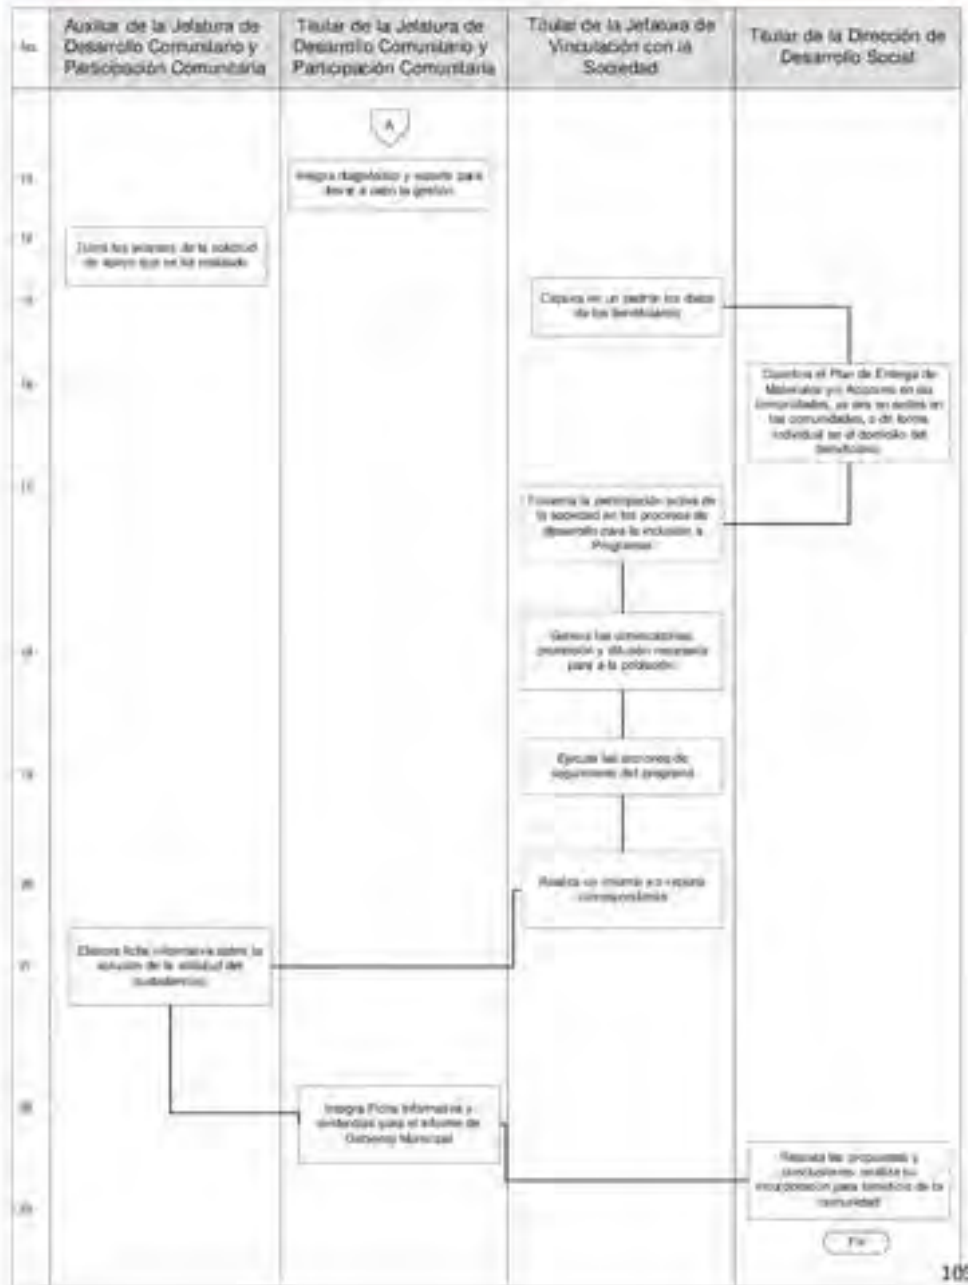 No.
Auxiliar de la Jefatura de
Desarrollo Comunitario y
Participación Comunitaria
Titular de la Jefatura de
Desarrollo Comunitario y
Participación Comunitaria
Titular de la Jefatura de
Vinculación con la
Sociedad
Titular de la Dirección de
Desarrollo Social
A
Integra diagnóstico y reporte para
llevar a cabo la gestión
de la solicitud
de apoyo que se ha realizado
Captura en un padrón los datos
de los beneficiarios
Coordina el Plan de Entrega de
Materiales y/o Acciones en las
comunidades, ya sea en actos en
las comunidades, o de forma
individual en el domicilio del
beneficiario
Fomenta la participación activa de
la sociedad en los procesos de
desarrollo para la inclusión a
Programas
Genera las convocatorias,
promoción y difusión necesaria
para a la población
Ejecuta las acciones de
seguimiento del programa
Realiza un informe y/o reporte
correspondiente
Elabora ficha informativa sobre la
solución de la solicitud del
ciudadano(a)
Integra Ficha Informativa y
evidencias para el informe de
Gobierno Municipal
las propuestas y
conclusiones, analiza su
incorporación para beneficio de la
comunidad
Fin
105